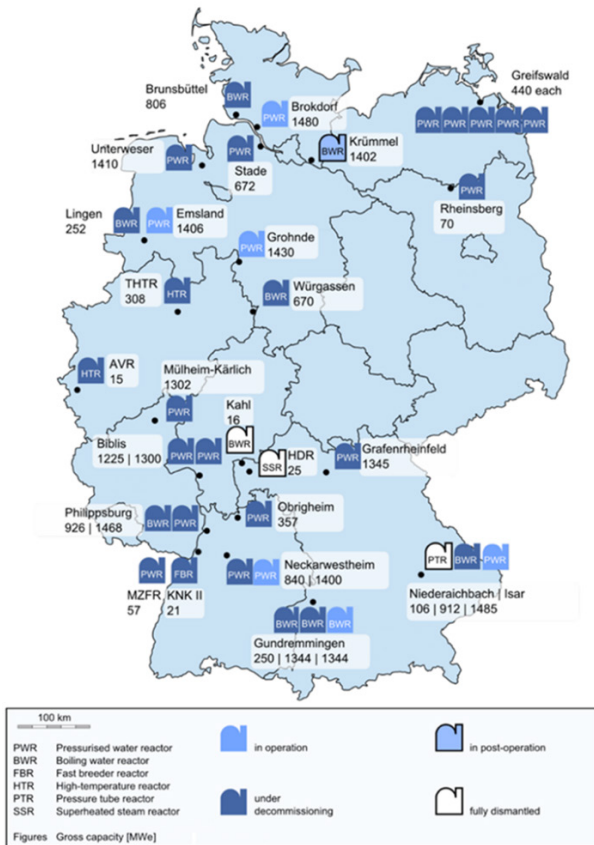 Brunsbüttel
806
BWR
PWR
Brokdorf
1480
Greifswald
440 each
PWR PWR PWR PWR PWR
Unterweser
1410
PWR
PWR
Stade
672
BWR
Krümmel
1402
PWR
Rheinsberg
70
Lingen
252
BWR
PWR
Emsland
1406
PWR
Grohnde
1430
THTR
308
HTR
BWR
Würgassen
670
HTR
AVR
15
Mülheim-Kärlich
1302
PWR
Kahl
16
BWR
Biblis
1225 | 1300
PWR PWR
SSR
HDR
25
PWR
Grafenrheinfeld
1345
Philippsburg
926 | 1468
BWR PWR
PWR
Obrigheim
357
PWR FBR
MZFR KNK II
57 21
PWR PWR
Neckarwestheim
840 | 1400
PTR BWR PWR
Niederaichbach | Isar
106 | 912 | 1485
BWR BWR BWR
Gundremmingen
250 | 1344 | 1344
100 km
PWR Pressurised water reactor
BWR Boiling water reactor
FBR Fast breeder reactor
HTR High-temperature reactor
PTR Pressure tube reactor
SSR Superheated steam reactor
Figures Gross capacity [MWe]
in operation
under
decommissioning
in post-operation
fully dismantled